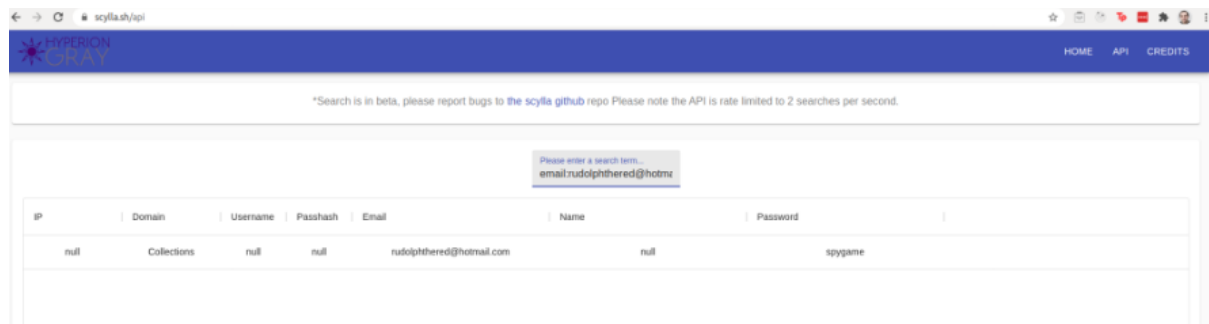 scylla.sh/api
HYPERION
GRAY
HOME API CREDITS
*Search is in beta, please report bugs to the scylla github repo Please note the API is rate limited to 2 searches per second.
Please enter a search term...
email:rudolphthered@hotma
IP Domain Username Passhash Email Name Password
null Collections null null rudolphthered@hotmail.com null spygame